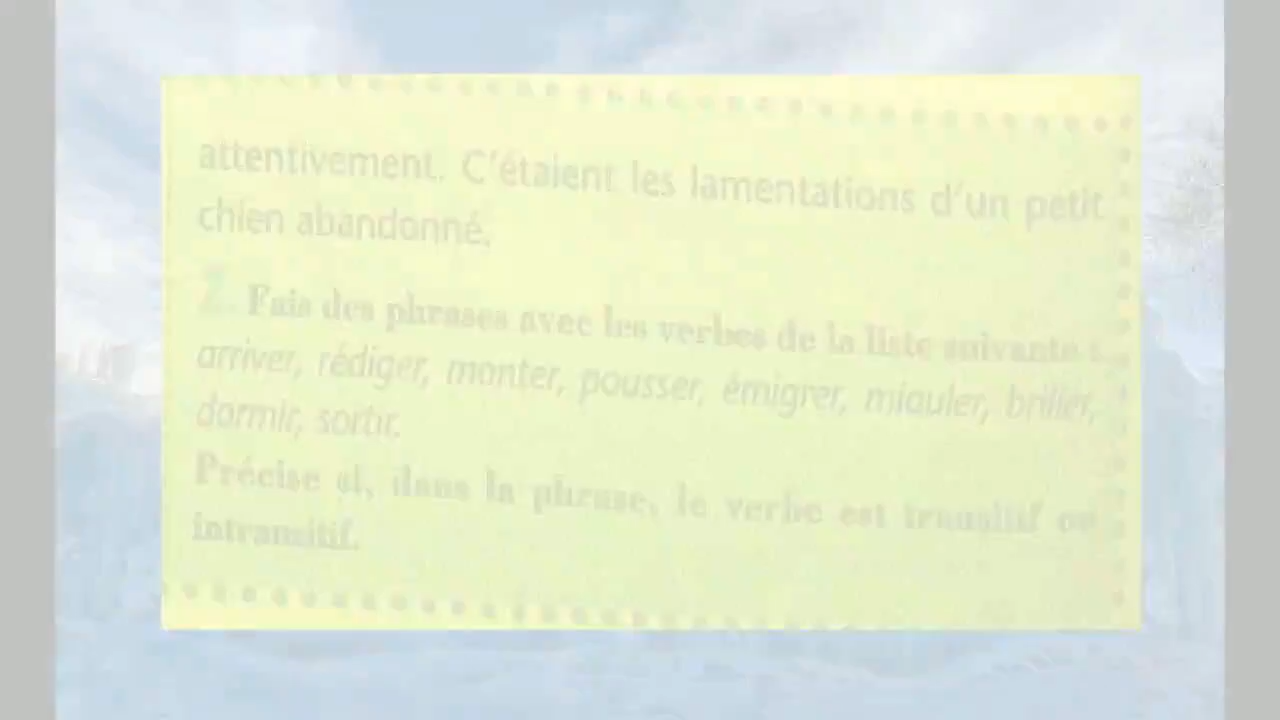 attentivement. C'étaient les lamentations d'un petit
chien abandonné.
2. Fais des phrases avec les verbes de la liste suivante :
arriver, rédiger, monter, pousser, émigrer, miauler, briller,
dormir, sortir.
Précise si, dans la phrase, le verbe est transitif ou
intransitif.